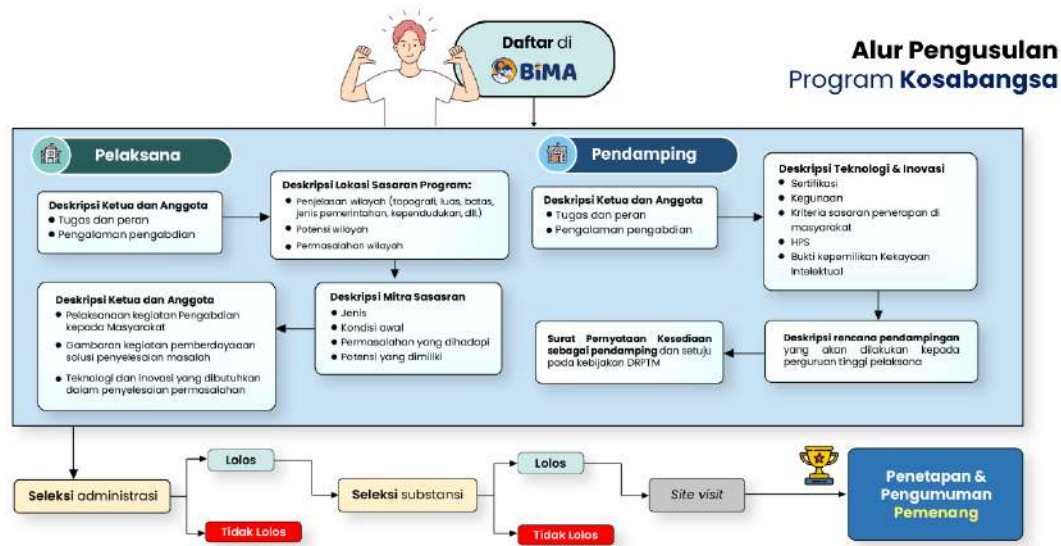 Daftar di
BiMA
Alur Pengusulan
Program Kosabangsa
Pelaksana
Deskripsi Ketua dan Anggota
● Tugas dan peran
● Pengalaman pengabdian
Deskripsi Lokasi Sasaran Program:
● Penjelasan wilayah (topografi, luas, batas,
jenis pemerintahan, kependudukan, dll.)
● Potensi wilayah
● Permasalahan wilayah
Deskripsi Mitra Sasasran
● Jenis
● Kondisi awal
● Permasalahan yang dihadapi
● Potensi yang dimiliki
Deskripsi Ketua dan Anggota
● Pelaksanaan kegiatan Pengabdian
kepada Masyarakat
● Gambaran kegiatan pemberdayaaan
solusi penyelesaian masalah
● Teknologi dan Inovasi yang dibutuhkan
dalam penyelesaian permasalahan
Pendamping
Deskripsi Ketua dan Anggota
● Tugas dan peran
● Pengalaman pengabdian
Deskripsi Teknologi & Inovasi
● Sertifikasi
● Kegunaan
● Kriteria sasaran penerapan di
masyarakat
● HPS
● Bukti kepemilikan Kekayaan
Intelektual
Deskripsi rencana pendampingan
yang akan dilakukan kepada
perguruan tinggi pelaksana
Surat Pernyataan Kesediaan
sebagai pendamping dan setuju
pada kebijakan DRPTM
Seleksi administrasi
Lolos
Tidak Lolos
Seleksi substansi
Lolos
Tidak Lolos
Site visit
Penetapan &
Pengumuman
Pemenang